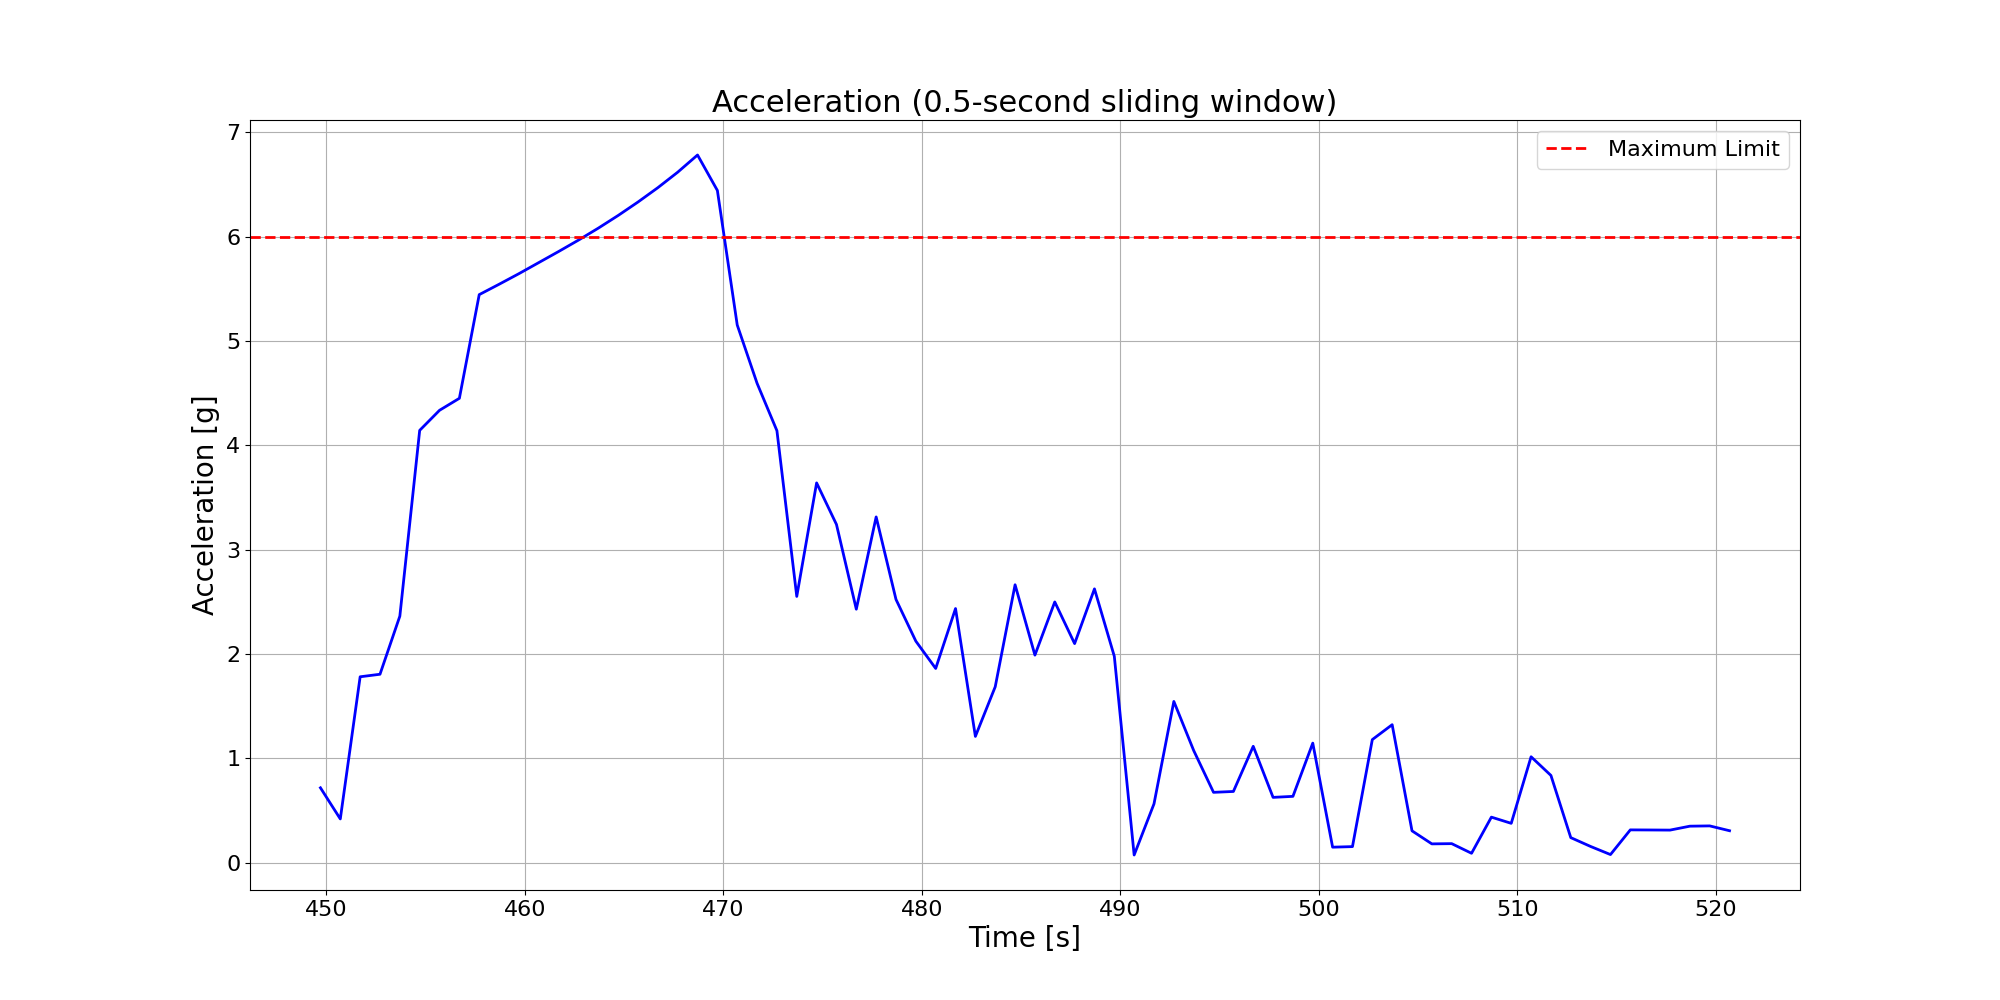 Acceleration (0.5-second sliding window)
Maximum Limit
Acceleration [g]
7
6
5
4
3
2
1
0
450 460 470 480 490 500 510 520
Time [s]